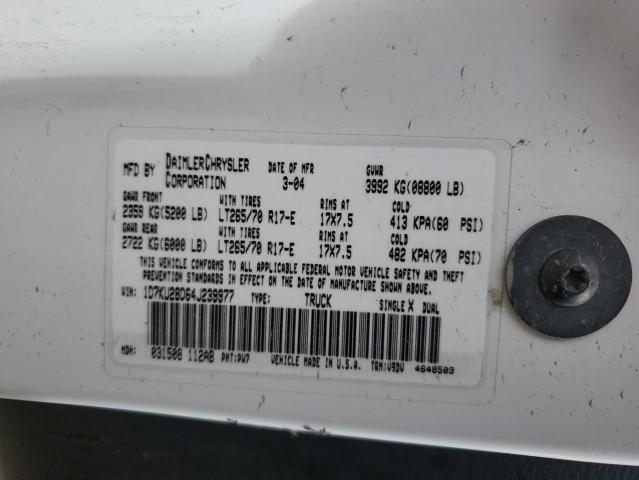 MFD BY DAIMLERCHRYSLER CORPORATION DATE OF MFR 3-04 GVWR 3992 KG(08800 LB)
GAWR FRONT WITH TIRES RIMS AT COLD
2359 KG(5200 LB) LT265/70 R17-E 17X7.5 413 KPA(60 PSI)
GAWR REAR WITH TIRES RIMS AT COLD
2722 KG(6000 LB) LT265/70 R17-E 17X7.5 482 KPA(70 PSI)
THIS VEHICLE CONFORMS TO ALL APPLICABLE FEDERAL MOTOR VEHICLE SAFETY AND THEFT
PREVENTION STANDARDS IN EFFECT ON THE DATE OF MANUFACTURE SHOWN ABOVE.
VIN: 1D7KU28D64J239977 TYPE: TRUCK SINGLE X DUAL
MDH: 031508 112AB PNT:PW7 VEHICLE MADE IN U.S.A. TRM:V9DV 4648503